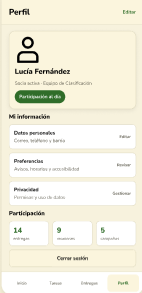 Perfil
Editar
Lucía Fernández
Socia activa · Equipo de Clasificación
Participación al día
Mi información
Datos personales
Correo, teléfono y barrio
Editar
Preferencias
Avisos, horarios y accesibilidad
Revisar
Privacidad
Permisos y uso de datos
Gestionar
Participación
14
entregas
9
reuniones
5
campañas
Cerrar sesión
Inicio
Tareas
Entregas
Perfil